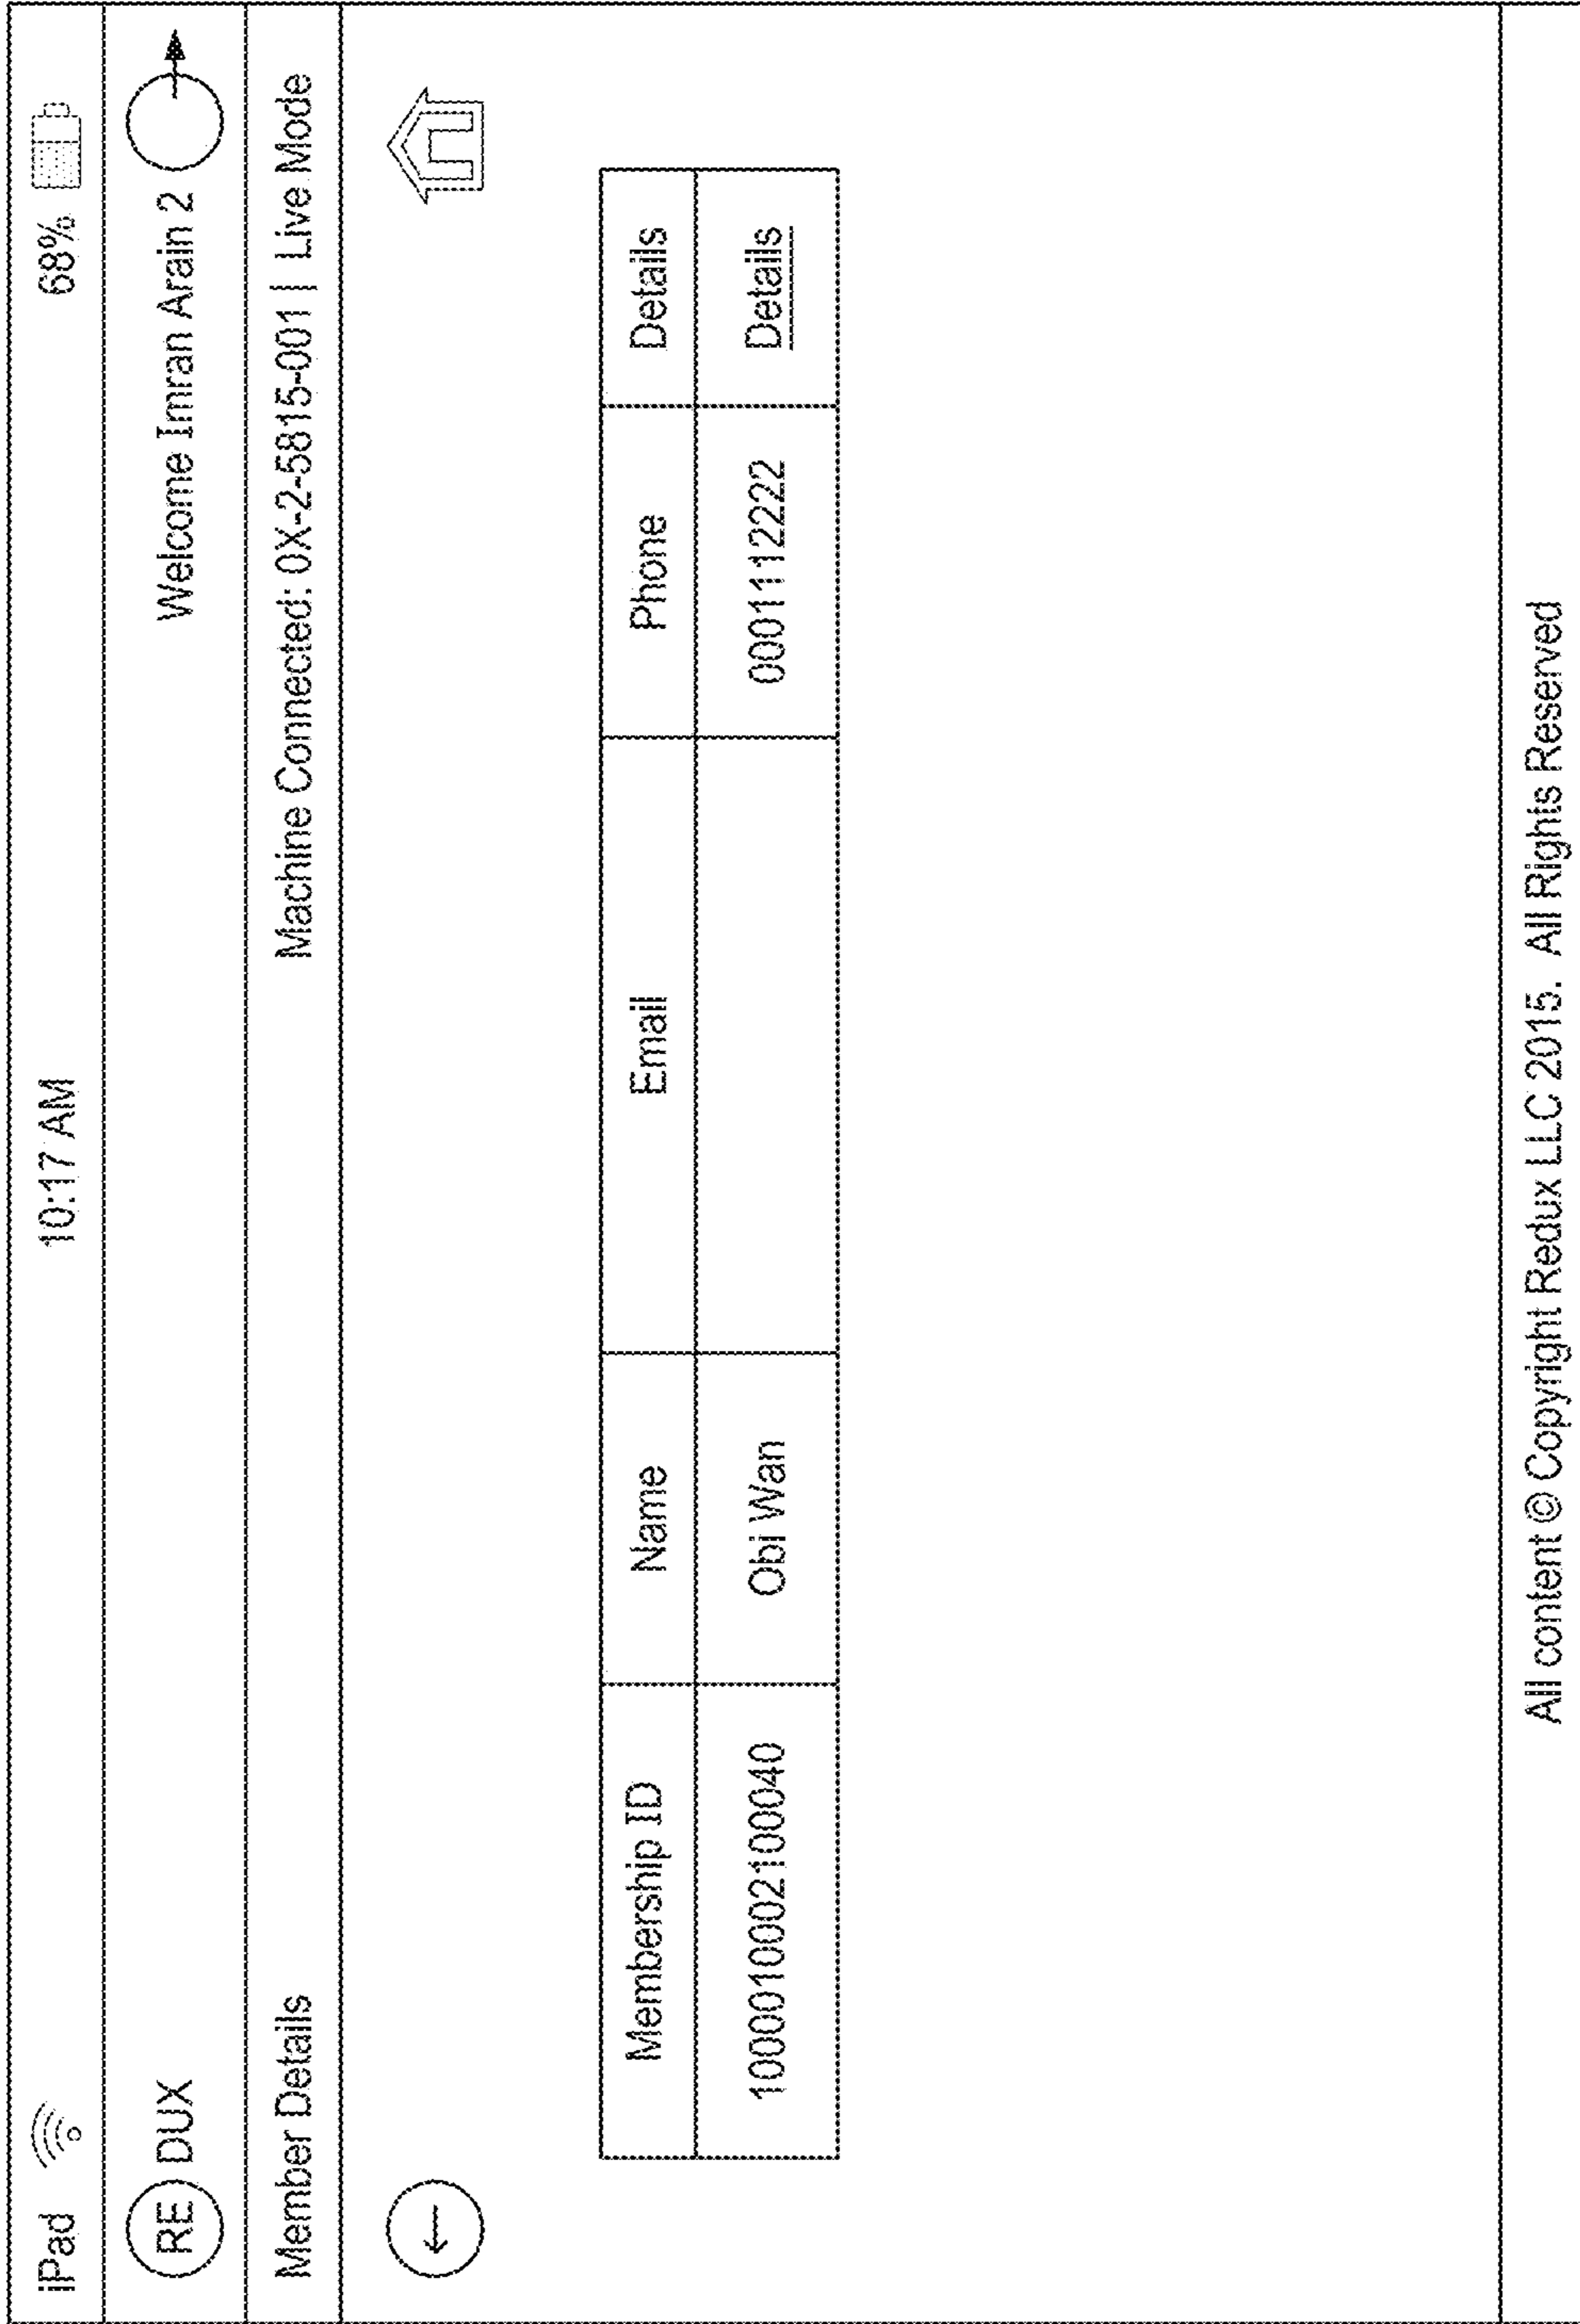 iPad 10:17 AM 68%
RE DUX Welcome Imran Arain 2
Member Details Machine Connected: 0X-2-5815-001 | Live Mode
Membership ID Name Email Phone Details
1000010002100040 Obi Wan 0001112222 Details
All content © Copyright Redux LLC 2015. All Rights Reserved